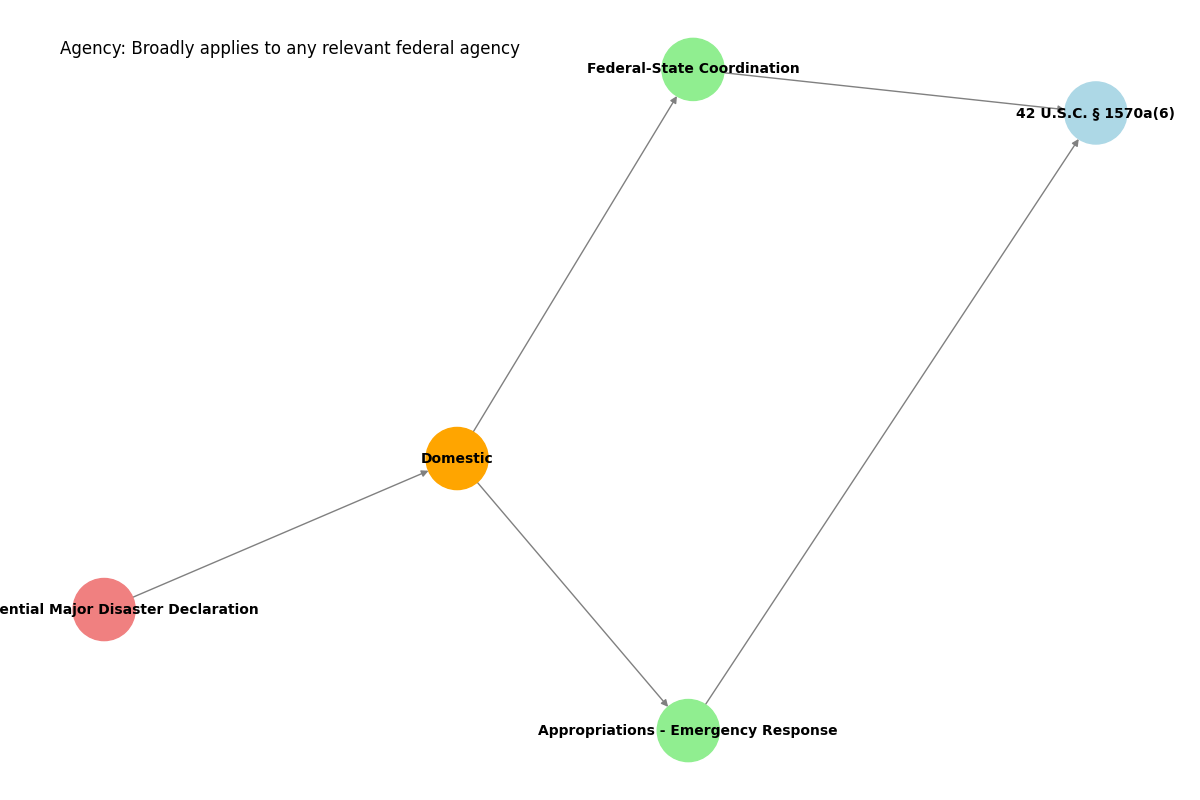 Agency: Broadly applies to any relevant federal agency
Federal-State Coordination
42 U.S.C. § 1570a(6)
Domestic
ential Major Disaster Declaration
Appropriations - Emergency Response